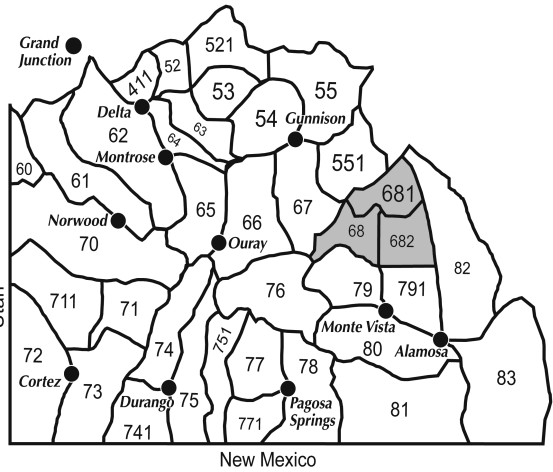 Grand
Junction
521
52
411
53
55
Delta
54
Gunnison
62
64
63
Montrose
551
60
61
681
Norwood
65
66
67
68
682
70
Ouray
82
711
71
76
79
791
Utah
751
Monte Vista
72
74
77
78
80
Alamosa
Cortez
73
Durango
75
Pagosa
Springs
83
741
771
81
New Mexico